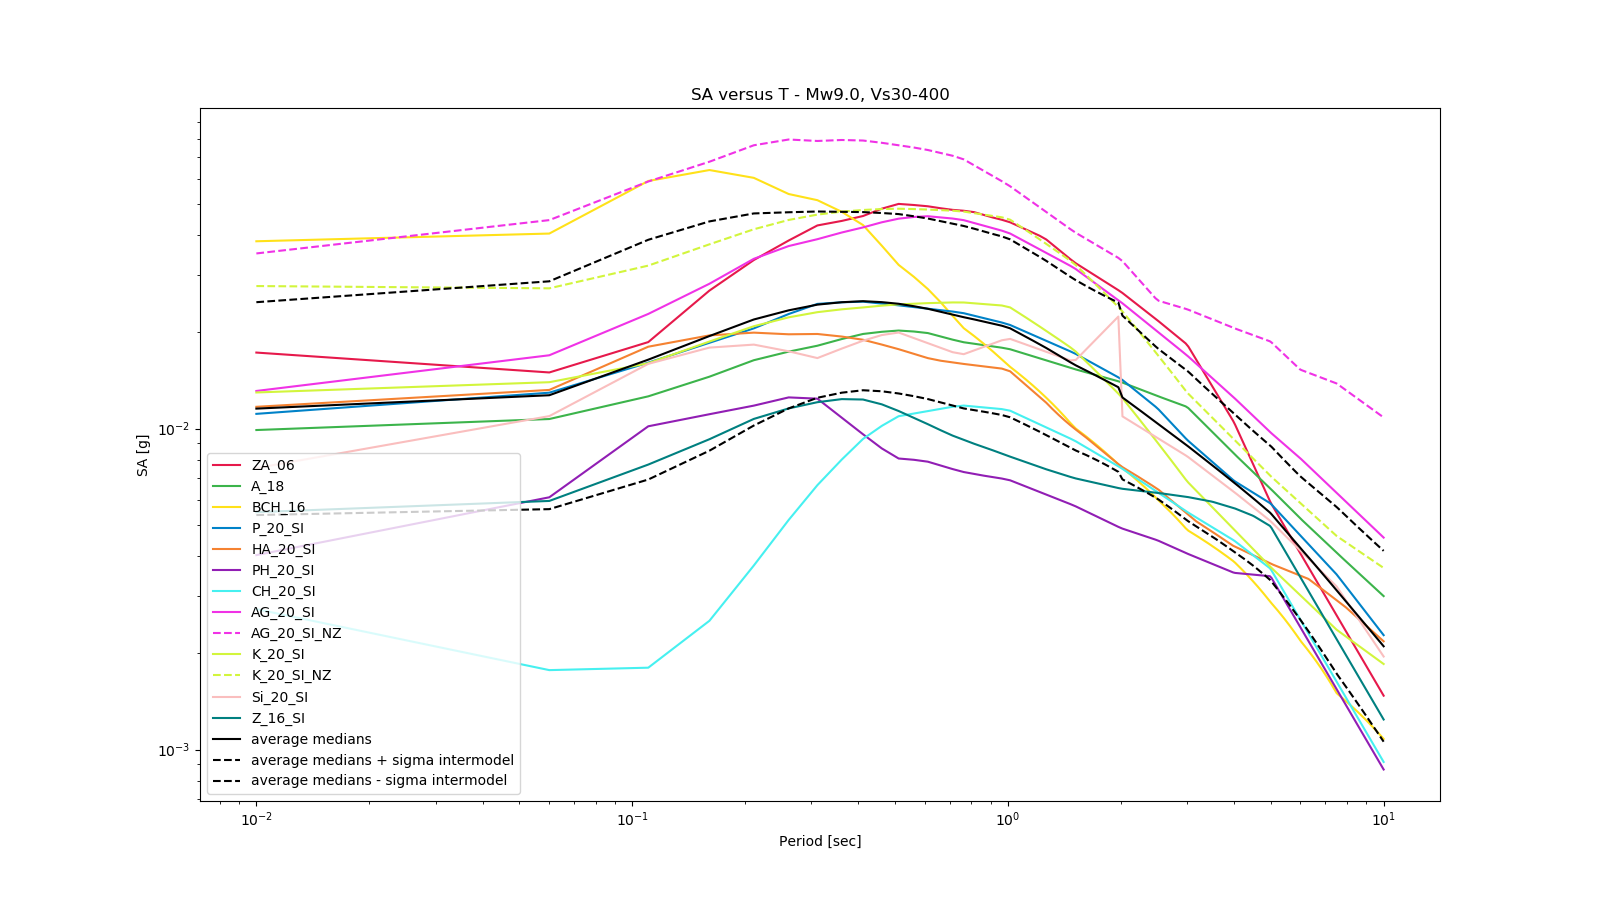 SA versus T - Mw9.0, Vs30-400
SA [g]
10⁻²
10⁻³
ZA_06
A_18
BCH_16
P_20_SI
HA_20_SI
PH_20_SI
CH_20_SI
AG_20_SI
AG_20_SI_NZ
K_20_SI
K_20_SI_NZ
Si_20_SI
Z_16_SI
average medians
average medians + sigma intermodel
average medians - sigma intermodel
10⁻² 10⁻¹ 10⁰ 10¹
Period [sec]